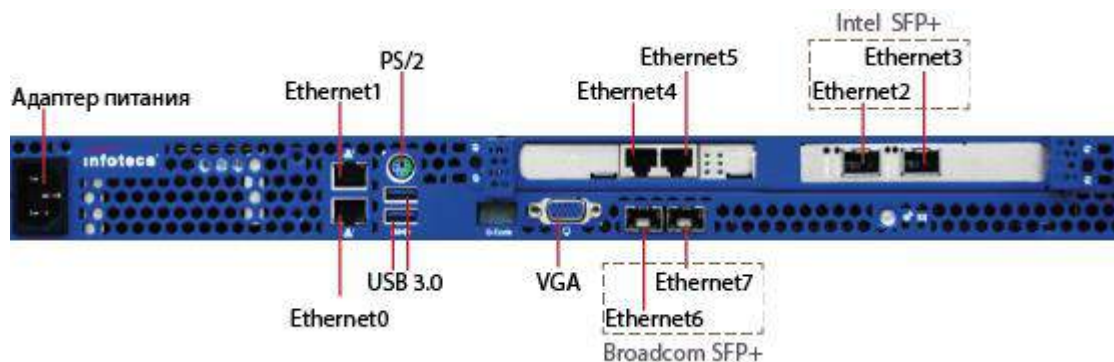 Intel SFP+
PS/2
Ethernet5
Ethernet3
Адаптер питания
Ethernet1
Ethernet4
Ethernet2
infotecs
USB 3.0
VGA
Ethernet7
Ethernet0
Ethernet6
Broadcom SFP+